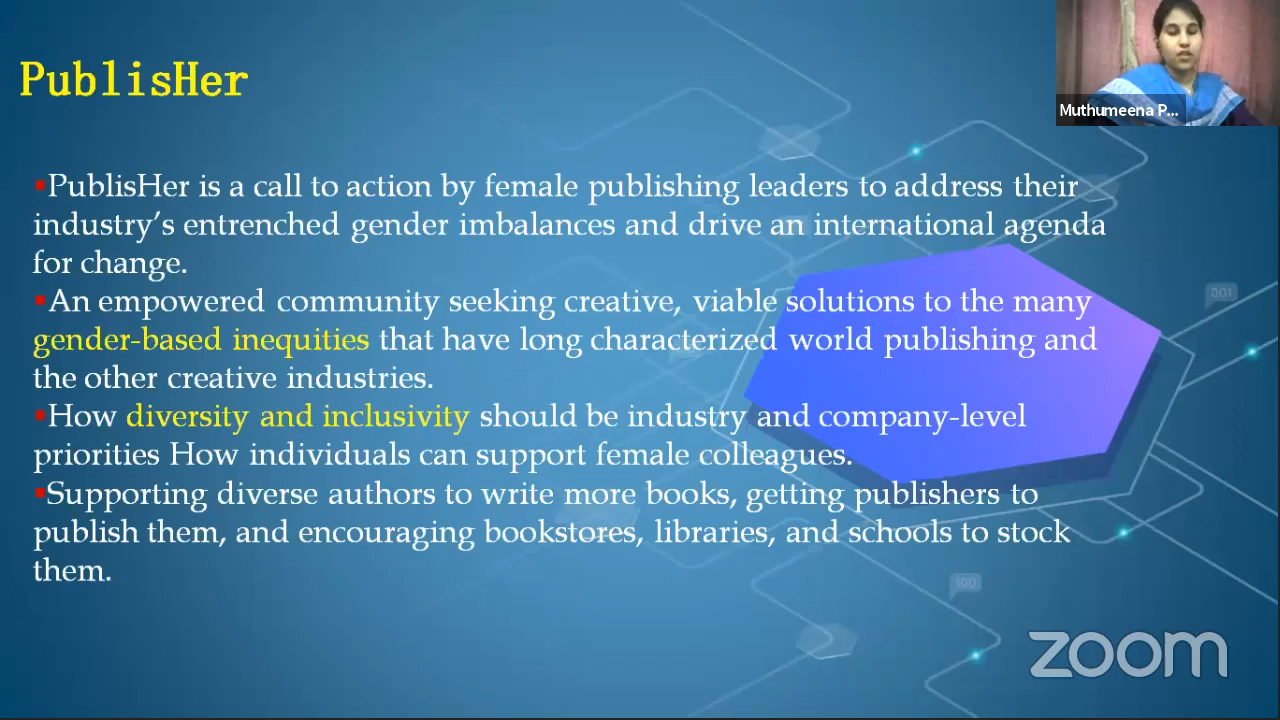 PublisHer
Muthumeena P...
▪PublisHer is a call to action by female publishing leaders to address their
industry's entrenched gender imbalances and drive an international agenda
for change.
▪An empowered community seeking creative, viable solutions to the many
gender-based inequities that have long characterized world publishing and
the other creative industries.
▪How diversity and inclusivity should be industry and company-level
priorities How individuals can support female colleagues.
▪Supporting diverse authors to write more books, getting publishers to
publish them, and encouraging bookstores, libraries, and schools to stock
them.
001
100
zoom